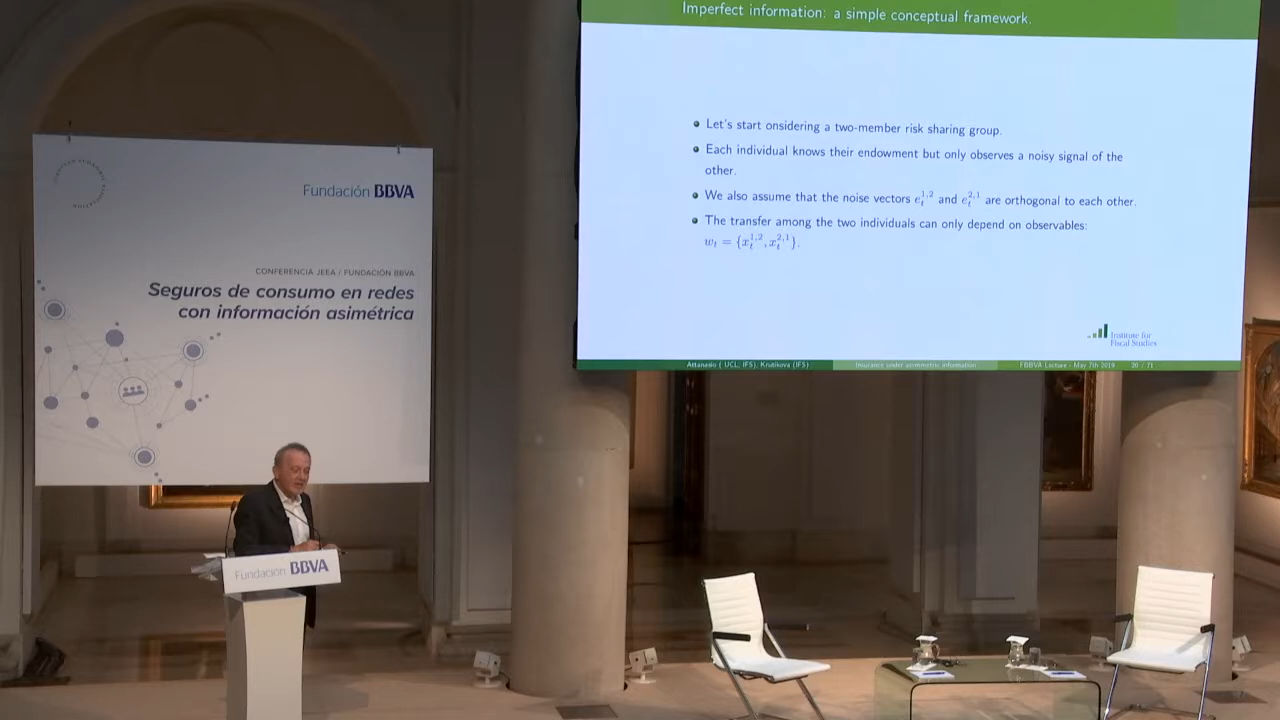 Imperfect information: a simple conceptual framework.
Let's start onsidering a two-member risk sharing group.
Each individual knows their endowment but only observes a noisy signal of the
other.
We also assume that the noise vectors e_t^{1,2} and e_t^{2,1} are orthogonal to each other.
The transfer among the two individuals can only depend on observables:
w_t = {x_t^{1,2}, x_t^{2,1}}.
Institute for
Fiscal Studies
Attanasio ( UCL, IFS), Krutikova (IFS)
Insurance under asymmetric information
FBBVA Lecture - May 7th 2019
20 / 71
Fundación BBVA
CONFERENCIA JEEA / FUNDACIÓN BBVA
Seguros de consumo en redes
con información asimétrica
Fundación BBVA